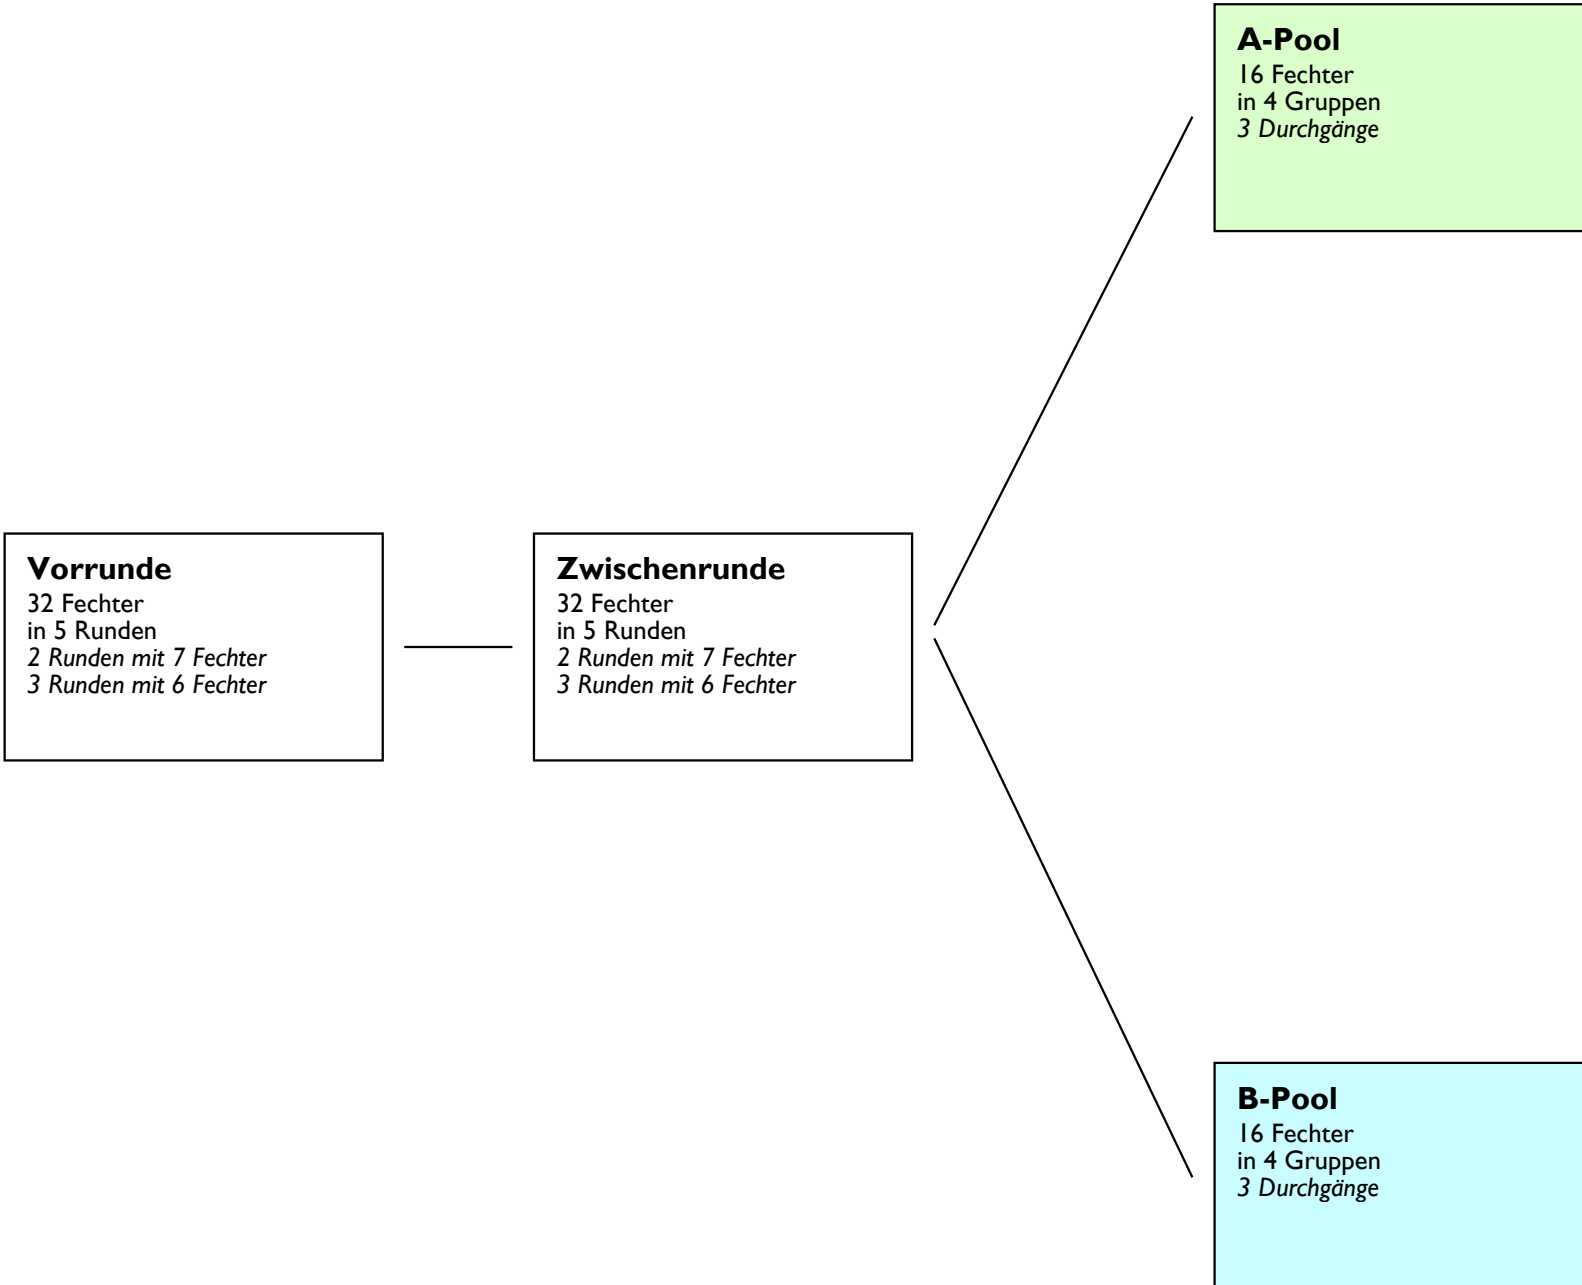 A-Pool
16 Fechter
in 4 Gruppen
3 Durchgänge
Vorrunde
32 Fechter
in 5 Runden
2 Runden mit 7 Fechter
3 Runden mit 6 Fechter
Zwischenrunde
32 Fechter
in 5 Runden
2 Runden mit 7 Fechter
3 Runden mit 6 Fechter
B-Pool
16 Fechter
in 4 Gruppen
3 Durchgänge